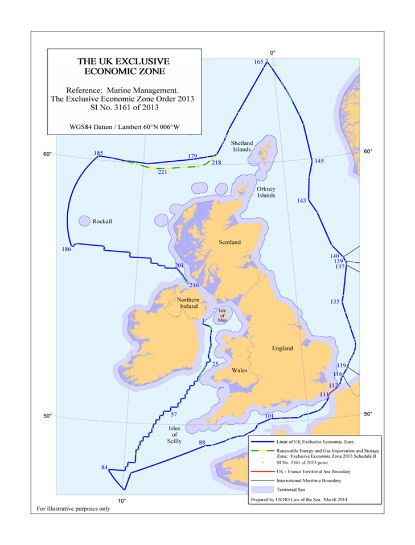 THE UK EXCLUSIVE
ECONOMIC ZONE
Reference: Marine Management.
The Exclusive Economic Zone Order 2013
SI No. 3161 of 2013
WGS84 Datum / Lambert 60°N 006°W
0°
165
60°
60°
185
179
218
221
145
Shetland
Islands
Orkney
Islands
143
Rockall
186
Scotland
140
139
137
201
216
135
Northern
Ireland
Isle
of
Man
England
25
Wales
119
116
112
111
50°
50°
57
101
Isles
of
Scilly
88
84
10°
Limit of UK Exclusive Economic Zone
Renewable Energy and Gas Importation and Storage
Zone: Exclusive Economic Zone 2013 Schedule B
SI No. 3161 of 2013 point
UK - France Territorial Sea Boundary
International Maritime Boundary
Territorial Sea
Prepared by UKHO Law of the Sea. March 2014
For illustrative purposes only